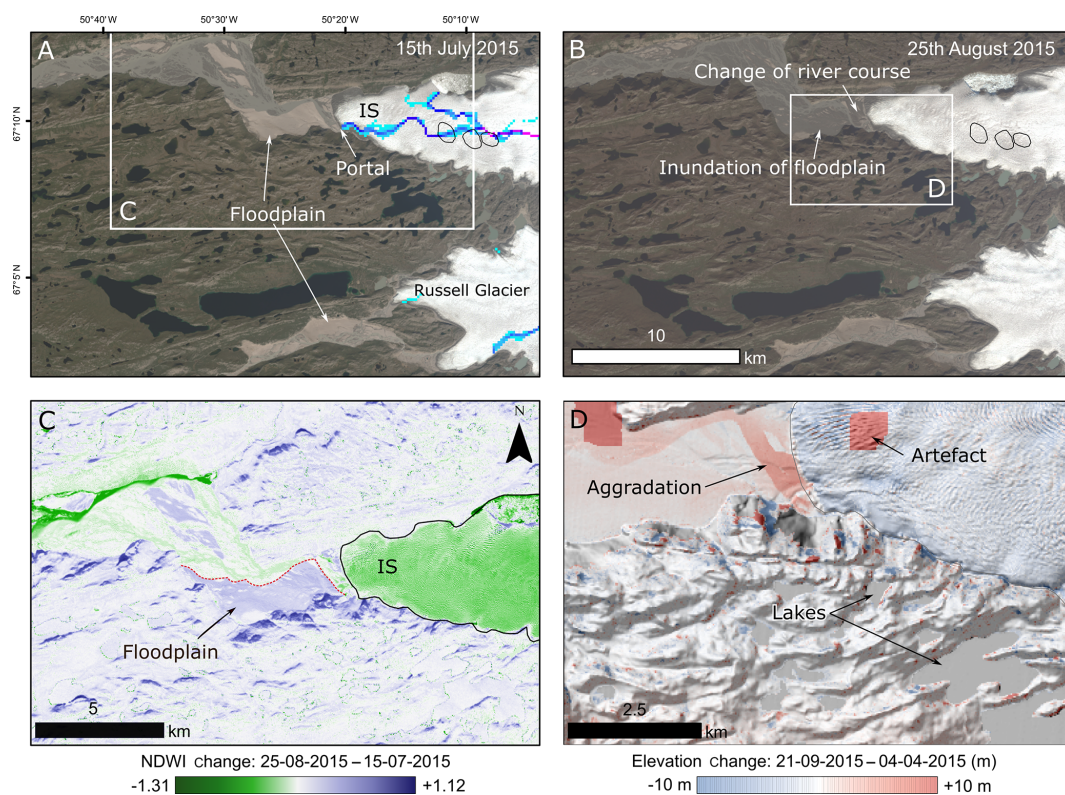 50°40'W
50°30'W
50°20'W
50°10'W
67°10'N
67°5'N
A
15th July 2015
IS
Portal
C
Floodplain
Russell Glacier
B
25th August 2015
Change of river course
Inundation of floodplain
D
10
km
C
N
IS
Floodplain
5
km
D
Artefact
Aggradation
Lakes
2.5
km
NDWI change: 25-08-2015 – 15-07-2015
-1.31
+1.12
Elevation change: 21-09-2015 – 04-04-2015 (m)
-10 m
+10 m